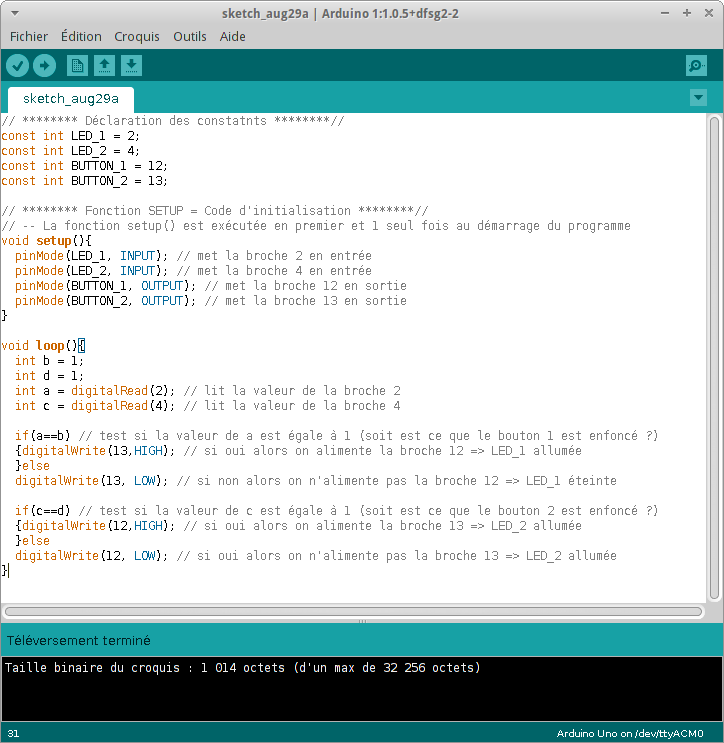 sketch_aug29a | Arduino 1:1.0.5+dfsg2-2
Fichier Édition Croquis Outils Aide
sketch_aug29a
// ******** Déclaration des constatnts ********//
const int LED_1 = 2;
const int LED_2 = 4;
const int BUTTON_1 = 12;
const int BUTTON_2 = 13;
// ******** Fonction SETUP = Code d'initialisation ********//
// -- La fonction setup() est exécutée en premier et 1 seul fois au démarrage du programme
void setup(){
pinMode(LED_1, INPUT); // met la broche 2 en entrée
pinMode(LED_2, INPUT); // met la broche 4 en entrée
pinMode(BUTTON_1, OUTPUT); // met la broche 12 en sortie
pinMode(BUTTON_2, OUTPUT); // met la broche 13 en sortie
}
void loop(){
int b = 1;
int d = 1;
int a = digitalRead(2); // lit la valeur de la broche 2
int c = digitalRead(4); // lit la valeur de la broche 4
if(a==b) // test si la valeur de a est égale à 1 (soit est ce que le bouton 1 est enfoncé ?)
{digitalWrite(13,HIGH); // si oui alors on alimente la broche 12 => LED_1 allumée
}else
digitalWrite(13, LOW); // si non alors on n'alimente pas la broche 12 => LED_1 éteinte
if(c==d) // test si la valeur de c est égale à 1 (soit est ce que le bouton 2 est enfoncé ?)
{digitalWrite(12,HIGH); // si oui alors on alimente la broche 13 => LED_2 allumée
}else
digitalWrite(12, LOW); // si oui alors on n'alimente pas la broche 13 => LED_2 allumée
}
Téléversement terminé
Taille binaire du croquis : 1 014 octets (d'un max de 32 256 octets)
31 Arduino Uno on /dev/ttyACM0